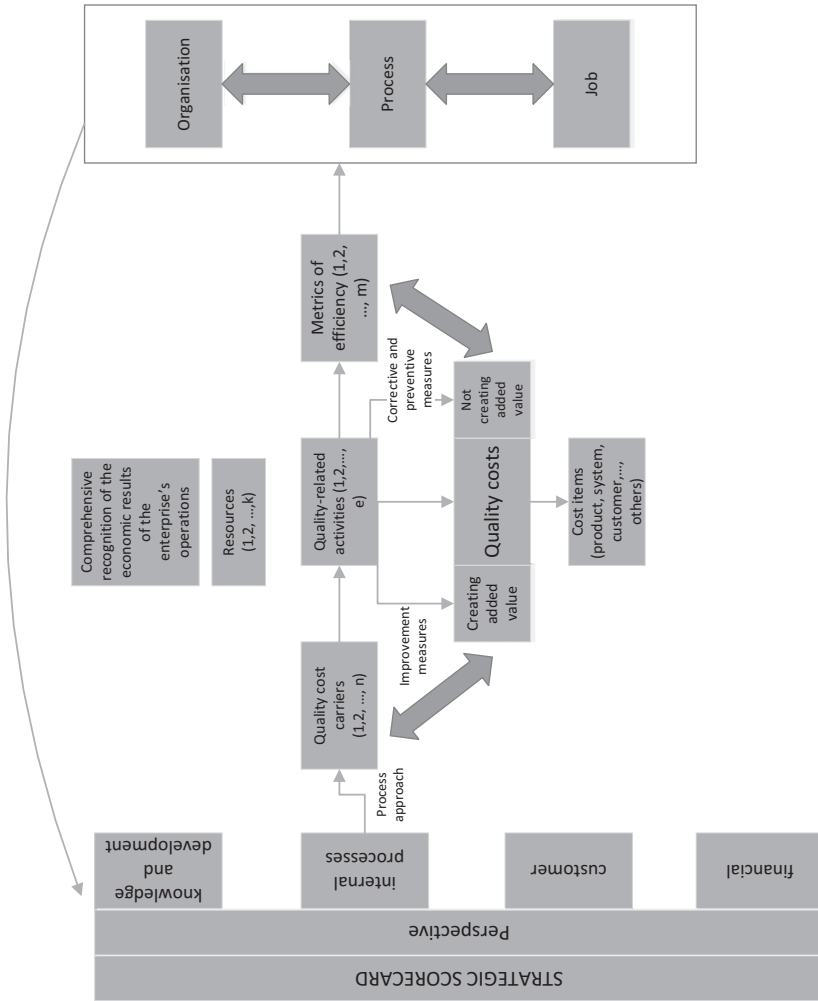 STRATEGIC SCORECARD
Perspective
knowledge
and
development
internal
processes
customer
financial
Process
approach
Quality cost
carriers
(1,2, ..., n)
Improvement
measures
Comprehensive
recognition of the
economic results
of the
enterprise's
operations
Resources
(1,2, ...,k)
Quality-related
activities (1,2,...,
e)
Creating
added
value
Quality costs
Not
creating
added
value
Cost items
(product, system,
customer,...,
others)
Corrective and
preventive
measures
Metrics of
efficiency (1,2,
..., m)
Organisation
Process
Job